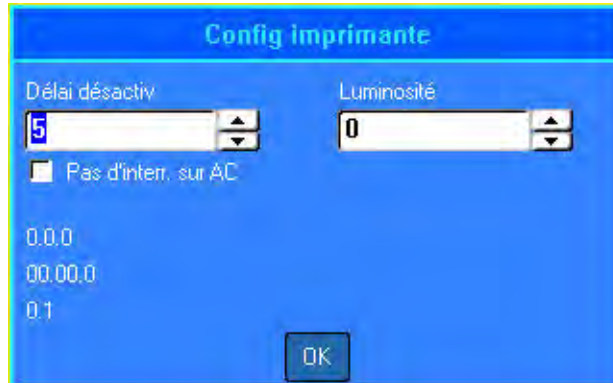 Config imprimante
Délai désactiv
Luminosité
5
0
Pas d'interr. sur AC
0.0.0
00.00.0
0.1
OK